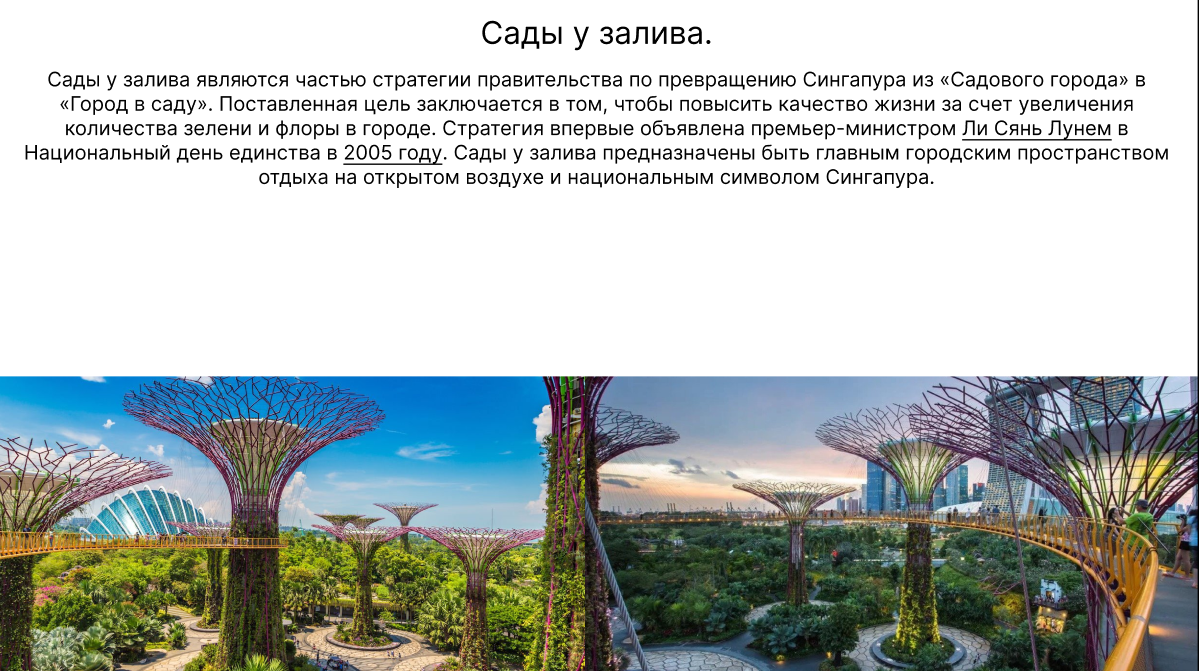 Сады у залива.
Сады у залива являются частью стратегии правительства по превращению Сингапура из «Садового города» в
«Город в саду». Поставленная цель заключается в том, чтобы повысить качество жизни за счет увеличения
количества зелени и флоры в городе. Стратегия впервые объявлена премьер-министром Ли Сянь Лунем в
Национальный день единства в 2005 году. Сады у залива предназначены быть главным городским пространством
отдыха на открытом воздухе и национальным символом Сингапура.